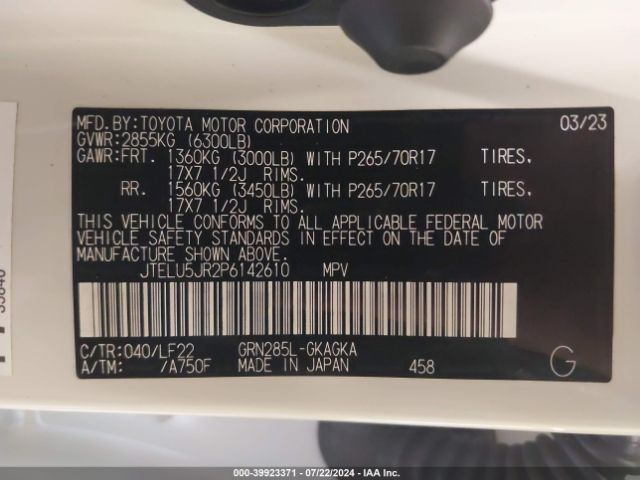 MFD.BY:TOYOTA MOTOR CORPORATION 03/23
GVWR:2855KG (6300LB)
GAWR:FRT. 1360KG (3000LB) WITH P265/70R17 TIRES,
17X7 1/2J RIMS.
RR. 1560KG (3450LB) WITH P265/70R17 TIRES,
17X7 1/2J RIMS.
THIS VEHICLE CONFORMS TO ALL APPLICABLE FEDERAL MOTOR
VEHICLE SAFETY STANDARDS IN EFFECT ON THE DATE OF
MANUFACTURE SHOWN ABOVE.
JTELU5JR2P6142610 MPV
C/TR:040/LF22 GRN285L-GKAGKA
A/TM: /A750F MADE IN JAPAN 458 G
000-39923371 - 07/22/2024 - IAA Inc.